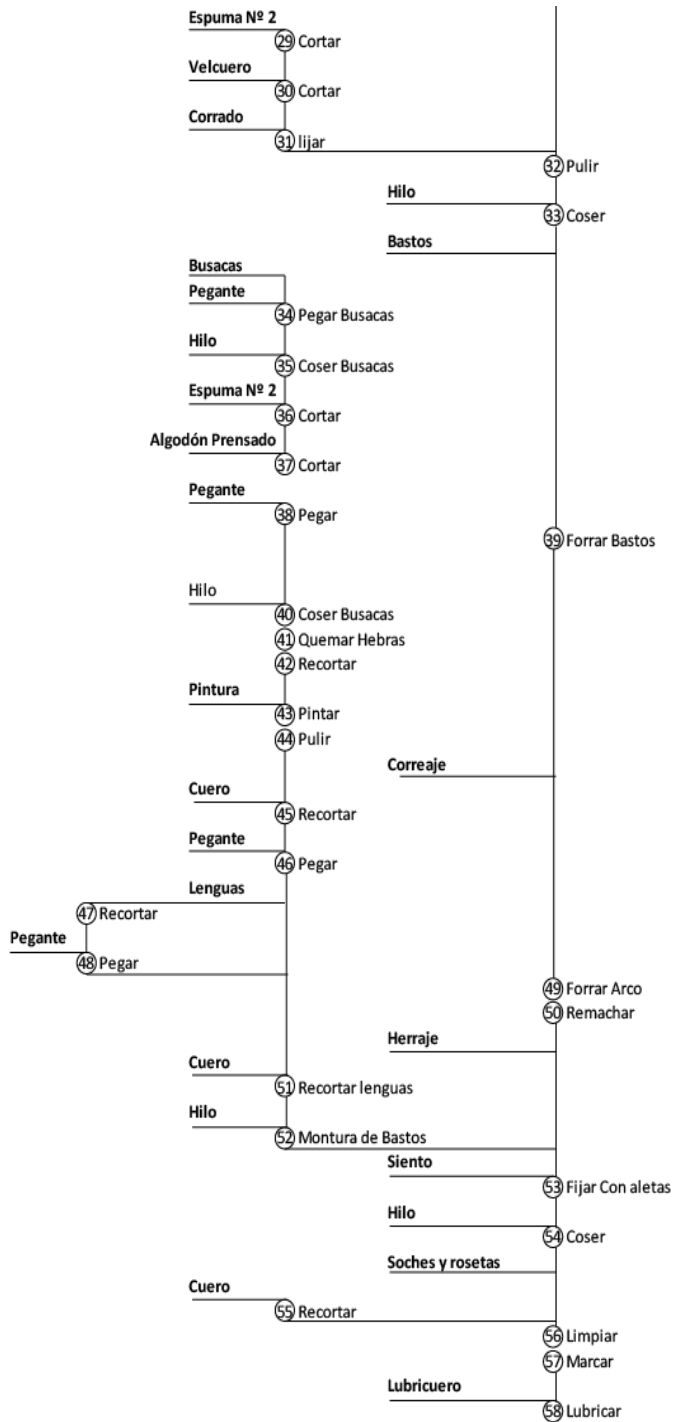 Espuma Nº 2
29 Cortar
Velcuero
30 Cortar
Corrado
31 lijar
32 Pulir
Hilo
33 Coser
Bastos
Busacas
Pegante
34 Pegar Busacas
Hilo
35 Coser Busacas
Espuma Nº 2
36 Cortar
Algodón Prensado
37 Cortar
Pegante
38 Pegar
39 Forrar Bastos
Hilo
40 Coser Busacas
41 Quemar Hebras
42 Recortar
Pintura
43 Pintar
44 Pulir
Correaje
Cuero
45 Recortar
Pegante
46 Pegar
Lenguas
47 Recortar
Pegante
48 Pegar
49 Forrar Arco
50 Remachar
Herraje
Cuero
51 Recortar lenguas
Hilo
52 Montura de Bastos
Siento
53 Fijar Con aletas
Hilo
54 Coser
Soches y rosetas
Cuero
55 Recortar
56 Limpiar
57 Marcar
Lubricuero
58 Lubricar